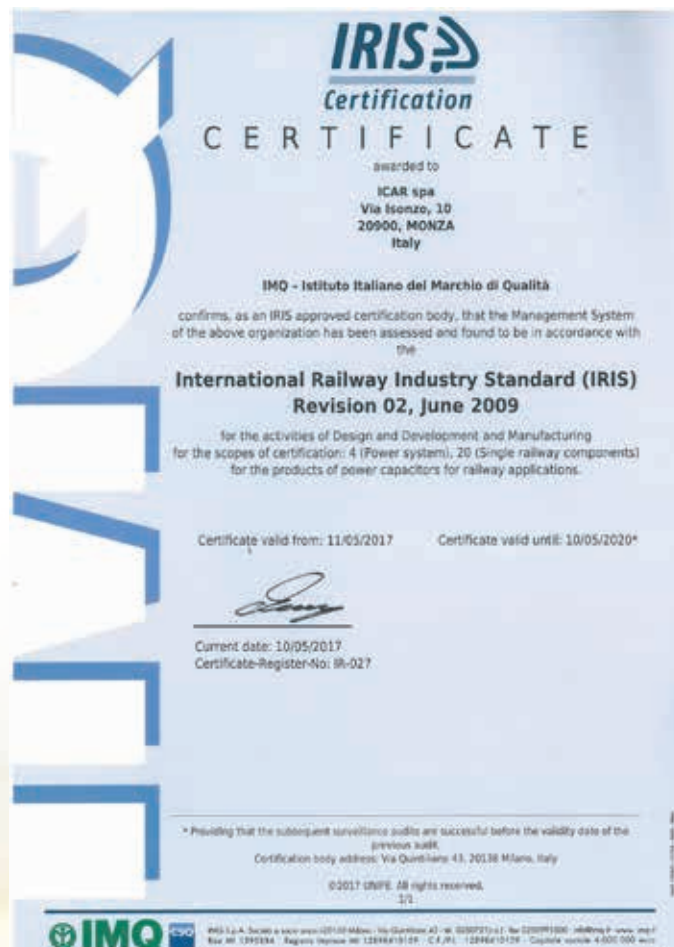 IRIS
Certification
CERTIFICATE
awarded to
ICAR spa
Via Isonzo, 10
20900, MONZA
Italy
IMQ - Istituto Italiano del Marchio di Qualità
confirms, as an IRIS approved certification body, that the Management System
of the above organization has been assessed and found to be in accordance with
the
International Railway Industry Standard (IRIS)
Revision 02, June 2009
for the activities of Design and Development and Manufacturing
for the scopes of certification: 4 (Power system), 20 (Single railway components)
for the products of power capacitors for railway applications.
Certificate valid from: 11/05/2017 Certificate valid until: 10/05/2020*
Current date: 10/05/2017
Certificate-Register-No: IR-027
* Providing that the subsequent surveillance audits are successful before the validity date of the
previous audit.
Certification body address: Via Quintiliano 43, 20138 Milano, Italy
©2017 UNIFE. All rights reserved.
1/1
IMQ CSQ